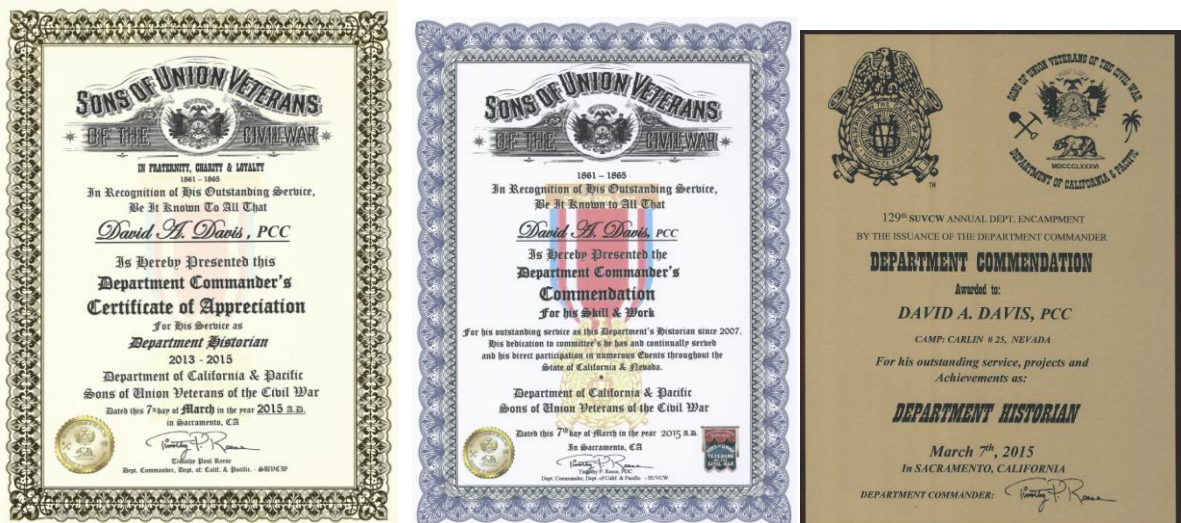 SONS OF UNION VETERANS
OF THE CIVIL WAR
IN FRATERNITY, CHARITY & LOYALTY
1861 – 1865
In Recognition of His Outstanding Service,
Be It Known To All That
David A. Davis, PCC
Is Hereby Presented this
Department Commander's
Certificate of Appreciation
For His Service as
Department Historian
2013 - 2015
Department of California & Pacific
Sons of Union Veterans of the Civil War
Dated this 7th day of March in the year 2015 A.D.
in Sacramento, CA
Timothy P. Reese
Timothy Paul Reese
Dept. Commander, Dept. of: Calif. & Pacific. - SUVCW
SONS OF UNION VETERANS
OF THE CIVIL WAR
1861 – 1865
In Recognition of His Outstanding Service,
Be It Known to All That
David A. Davis, PCC
Is Hereby Presented the
Department Commander's
Commendation
For his Skill & Work
For his outstanding service as this Department's Historian since 2007.
His dedication to committee's he has and continually served
and his direct participation in numerous Events throughout the
State of California & Nevada.
Department of California & Pacific
Sons of Union Veterans of the Civil War
Dated this 7th day of March in the year 2015 A.D.
In Sacramento, CA
Timothy P. Reese
Timothy P. Reese, PDC
Dept. Commander, Dept. of Calif. & Pacific - SUVCW
SONS OF UNION VETERANS OF THE CIVIL WAR
DEPARTMENT OF CALIFORNIA & PACIFIC
MDCCCLXXXVI
TM
129th SUVCW ANNUAL DEPT. ENCAMPMENT
BY THE ISSUANCE OF THE DEPARTMENT COMMANDER
DEPARTMENT COMMENDATION
Awarded to:
DAVID A. DAVIS, PCC
CAMP: CARLIN # 25, NEVADA
For his outstanding service, projects and
Achievements as:
DEPARTMENT HISTORIAN
March 7th, 2015
In SACRAMENTO, CALIFORNIA
DEPARTMENT COMMANDER: Timothy P. Reese